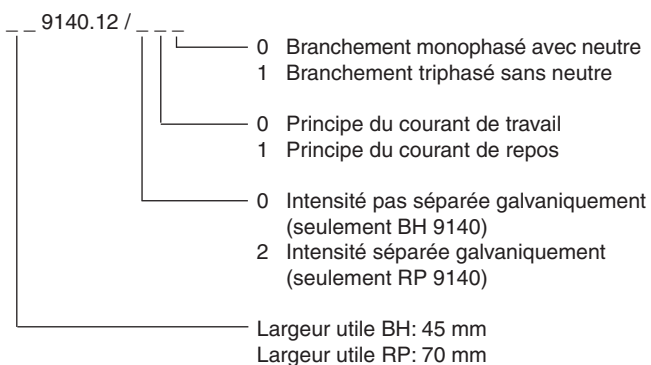 _ _ 9140.12 / _ _ _
0 Branchement monophasé avec neutre
1 Branchement triphasé sans neutre
0 Principe du courant de travail
1 Principe du courant de repos
0 Intensité pas séparée galvaniquement
(seulement BH 9140)
2 Intensité séparée galvaniquement
(seulement RP 9140)
Largeur utile BH: 45 mm
Largeur utile RP: 70 mm